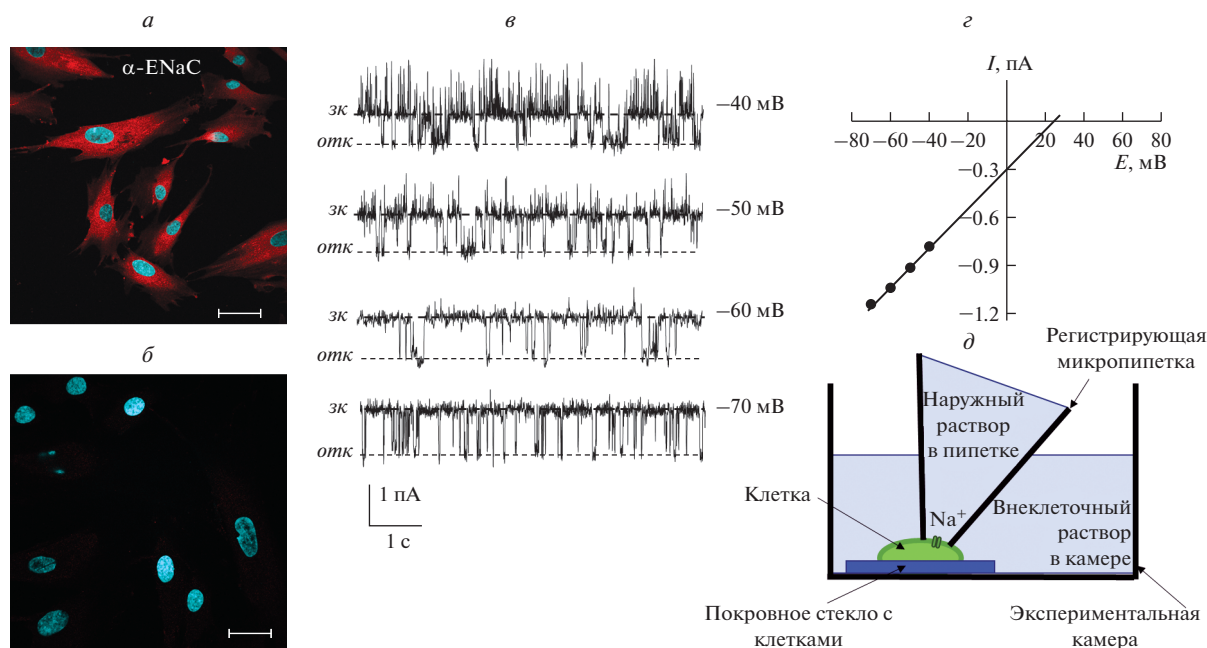 а
α-ENaC
б
в
зк
отк
−40 мВ
зк
отк
−50 мВ
зк
отк
−60 мВ
зк
отк
−70 мВ
1 пА
1 с
г
I, пА
−80 −60 −40 20 40 60 80
E, мВ
−0.3
−0.6
−0.9
−1.2
д
Регистрирующая
микропипетка
Наружный
раствор
в пипетке
Клетка
Na⁺
Внеклеточный
раствор
в камере
Покровное стекло с
клетками
Экспериментальная
камера